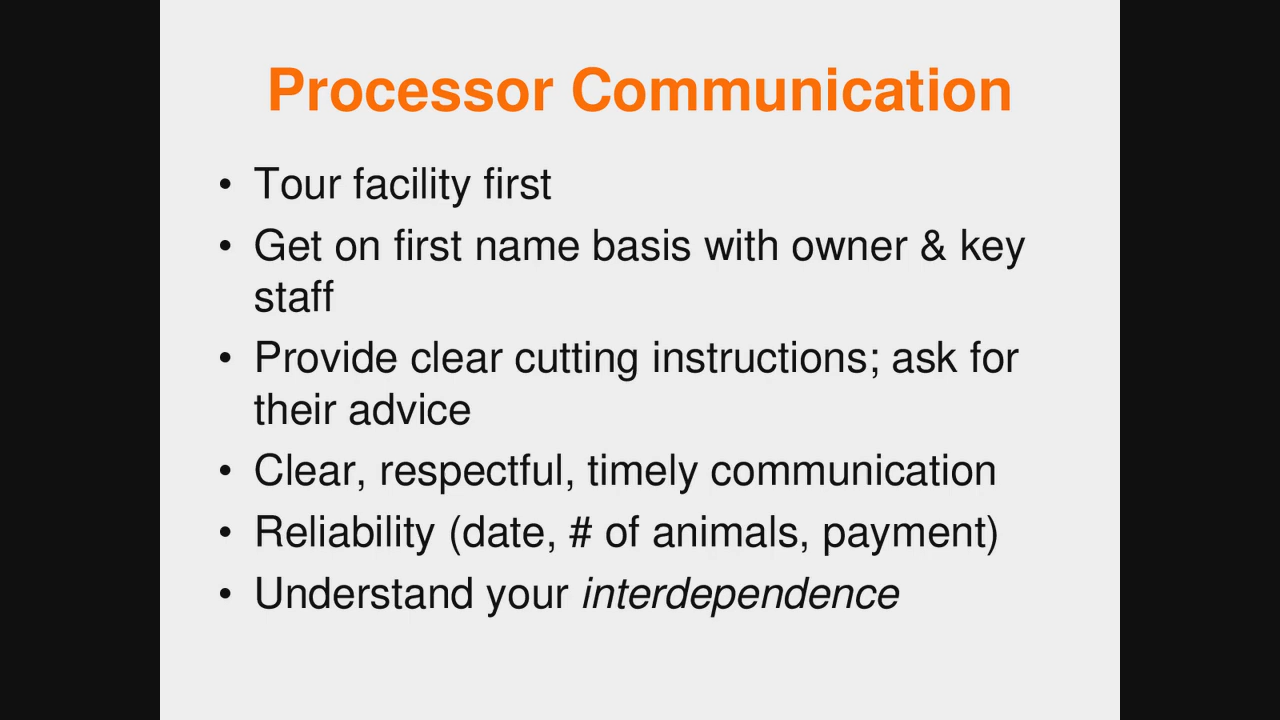 Processor Communication
• Tour facility first
• Get on first name basis with owner & key
staff
• Provide clear cutting instructions; ask for
their advice
• Clear, respectful, timely communication
• Reliability (date, # of animals, payment)
• Understand your interdependence